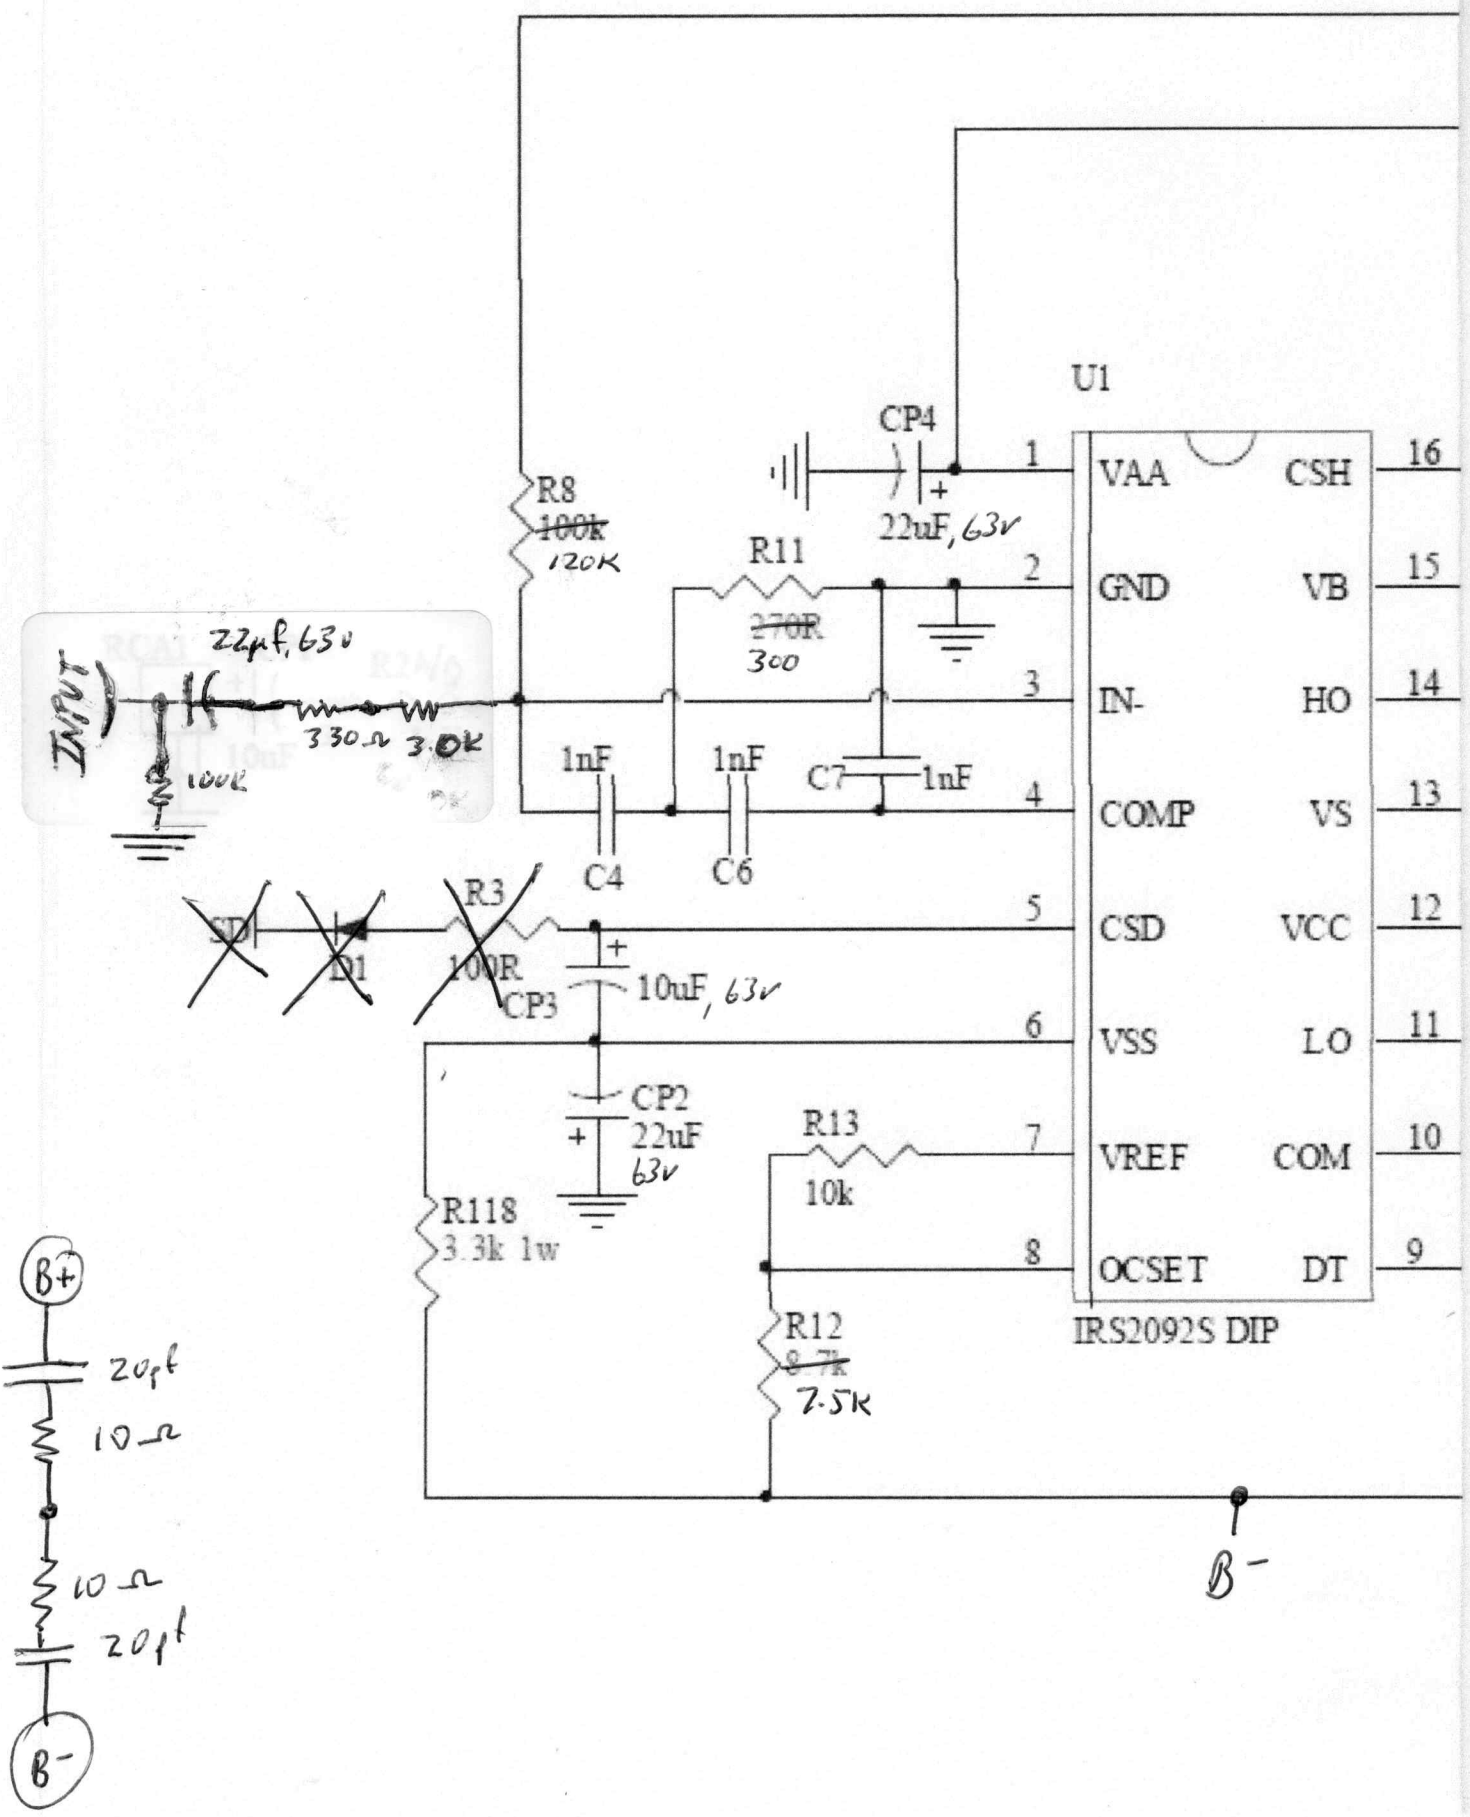 U1
CP4
1
VAA
CSH
16
+
22uF, 63v
R8
100k
120K
R11
2
GND
VB
15
270R
300
22µf, 63v
RCA1
INPUT
330Ω
3.0K
10nF
100K
3
IN-
HO
14
1nF
1nF
C7
1nF
4
COMP
VS
13
C4
C6
SD
D1
R3
100R
5
CSD
VCC
12
+
CP3
10uF, 63v
6
VSS
LO
11
CP2
22uF
63v
+
R13
10k
7
VREF
COM
10
R118
3.3k 1w
8
OCSET
DT
9
IRS2092S DIP
R12
8.7k
7.5K
B+
20pf
10Ω
10Ω
20pf
B-
B-